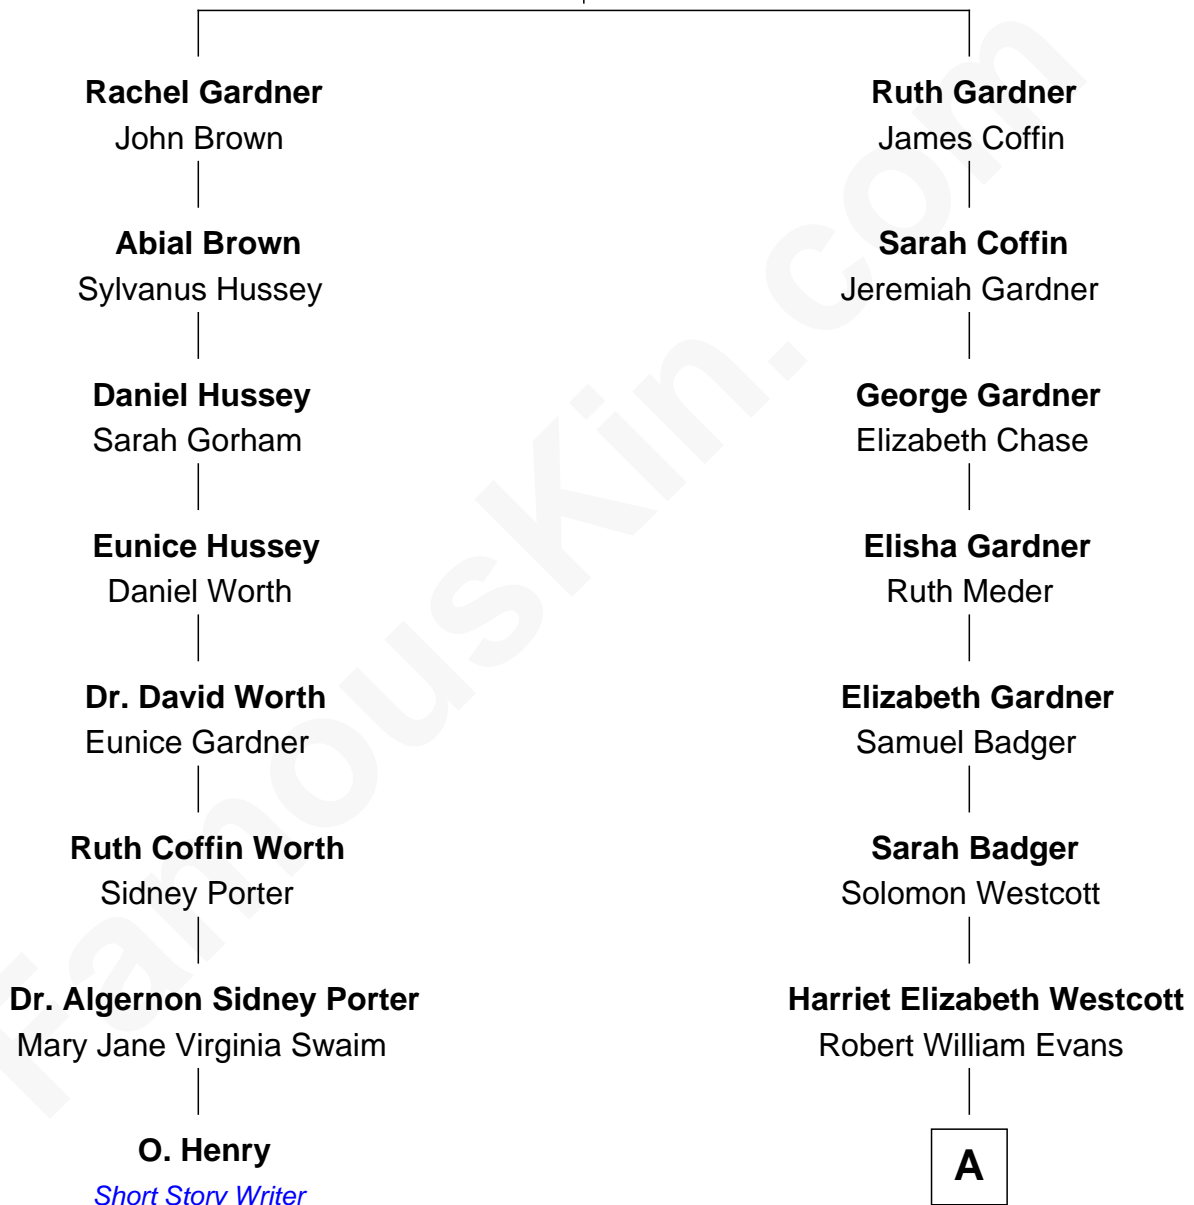 Rachel Gardner
John Brown
Abial Brown
Sylvanus Hussey
Daniel Hussey
Sarah Gorham
Eunice Hussey
Daniel Worth
Dr. David Worth
Eunice Gardner
Ruth Coffin Worth
Sidney Porter
Dr. Algernon Sidney Porter
Mary Jane Virginia Swaim
O. Henry
Short Story Writer
Ruth Gardner
James Coffin
Sarah Coffin
Jeremiah Gardner
George Gardner
Elizabeth Chase
Elisha Gardner
Ruth Meder
Elizabeth Gardner
Samuel Badger
Sarah Badger
Solomon Westcott
Harriet Elizabeth Westcott
Robert William Evans
A
FamousKin.com